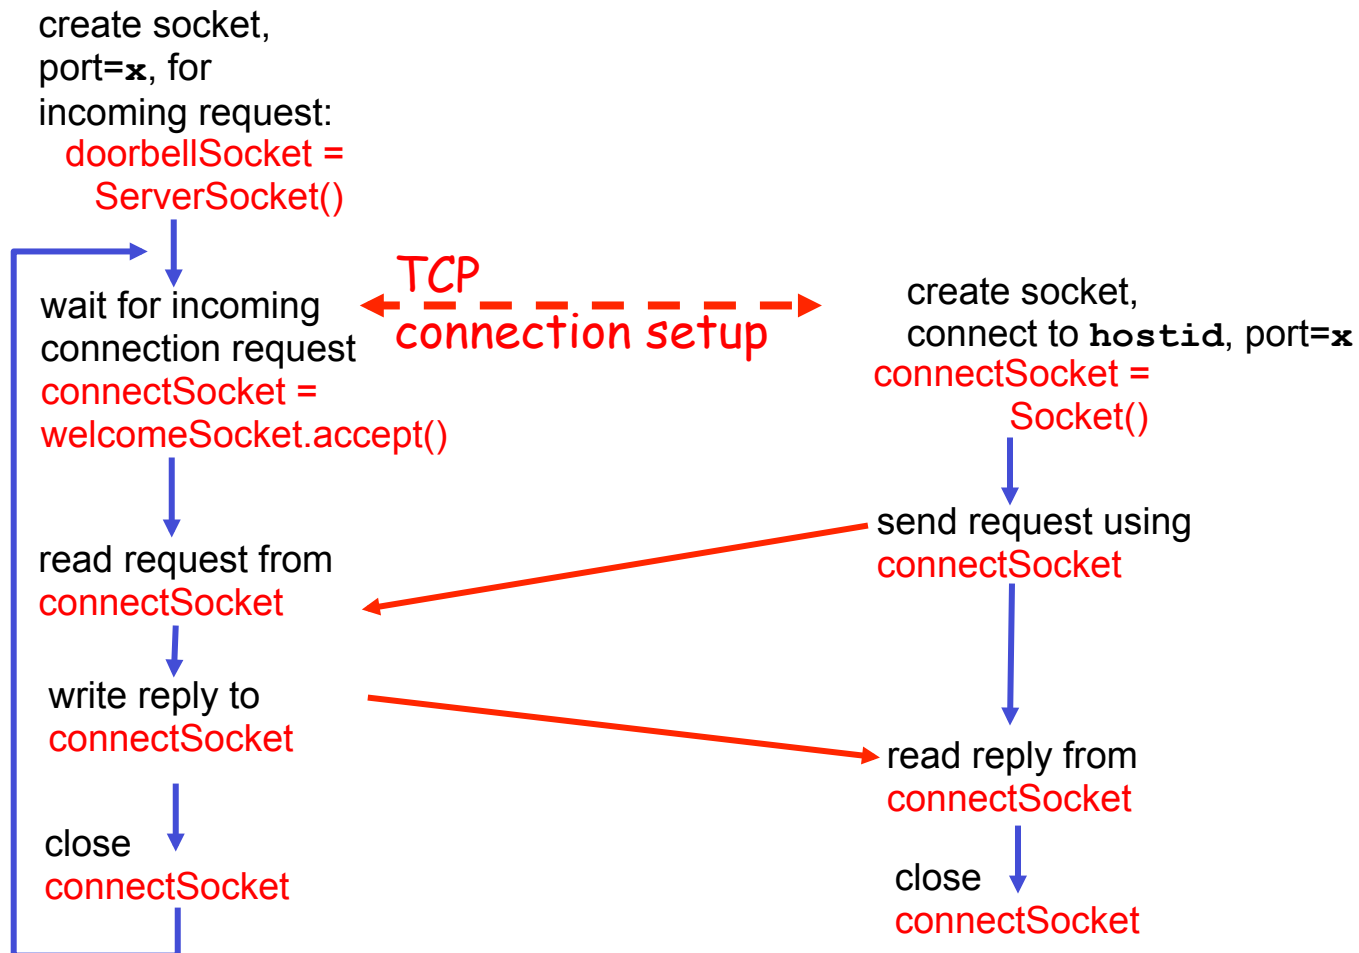 create socket,
port=x, for
incoming request:
doorbellSocket =
ServerSocket()
wait for incoming
connection request
connectSocket =
welcomeSocket.accept()
read request from
connectSocket
write reply to
connectSocket
close
connectSocket
TCP
connection setup
create socket,
connect to hostid, port=x
connectSocket =
Socket()
send request using
connectSocket
read reply from
connectSocket
close
connectSocket